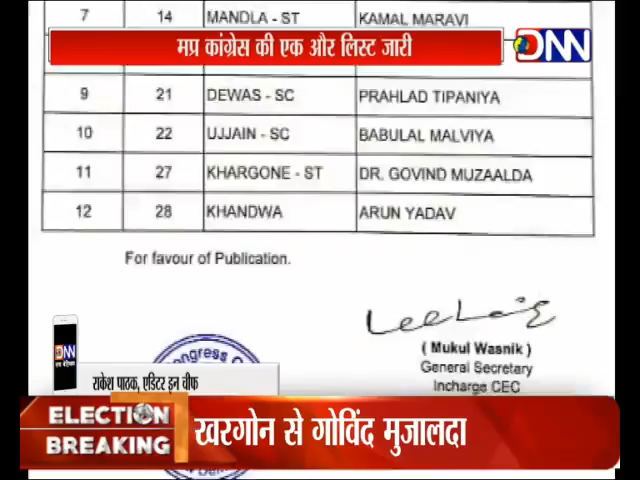 7 14 MANDLA - ST KAMAL MARAVI
मप्र कांग्रेस की एक और लिस्ट जारी
DNN
9 21 DEWAS - SC PRAHLAD TIPANIYA
10 22 UJJAIN - SC BABULAL MALVIYA
11 27 KHARGONE - ST DR. GOVIND MUZAALDA
12 28 KHANDWA ARUN YADAV
For favour of Publication.
( Mukul Wasnik )
General Secretary
Incharge CEC
DNN
राकेश पाठक, एडिटर इन चीफ
ELECTION
BREAKING
खरगोन से गोविंद मुजालदा